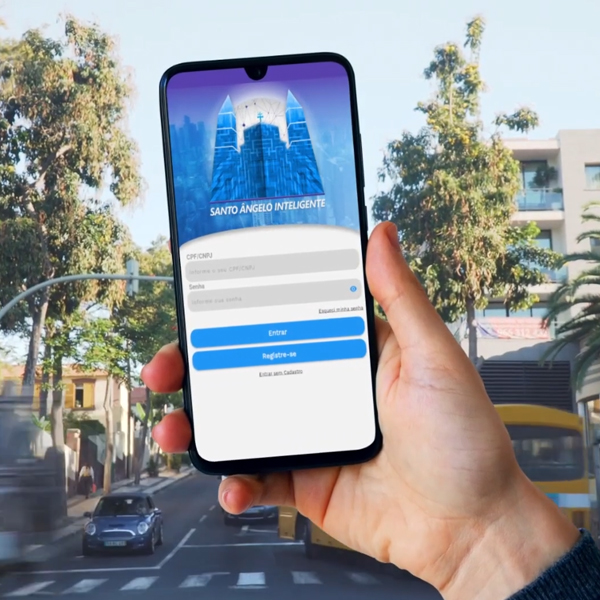 SANTO ÂNGELO INTELIGENTE
CPF/CNPJ
Informe o seu CPF/CNPJ
Senha
Informe sua senha
Esqueci minha senha
Entrar
Registre-se
Entrar sem Cadastro